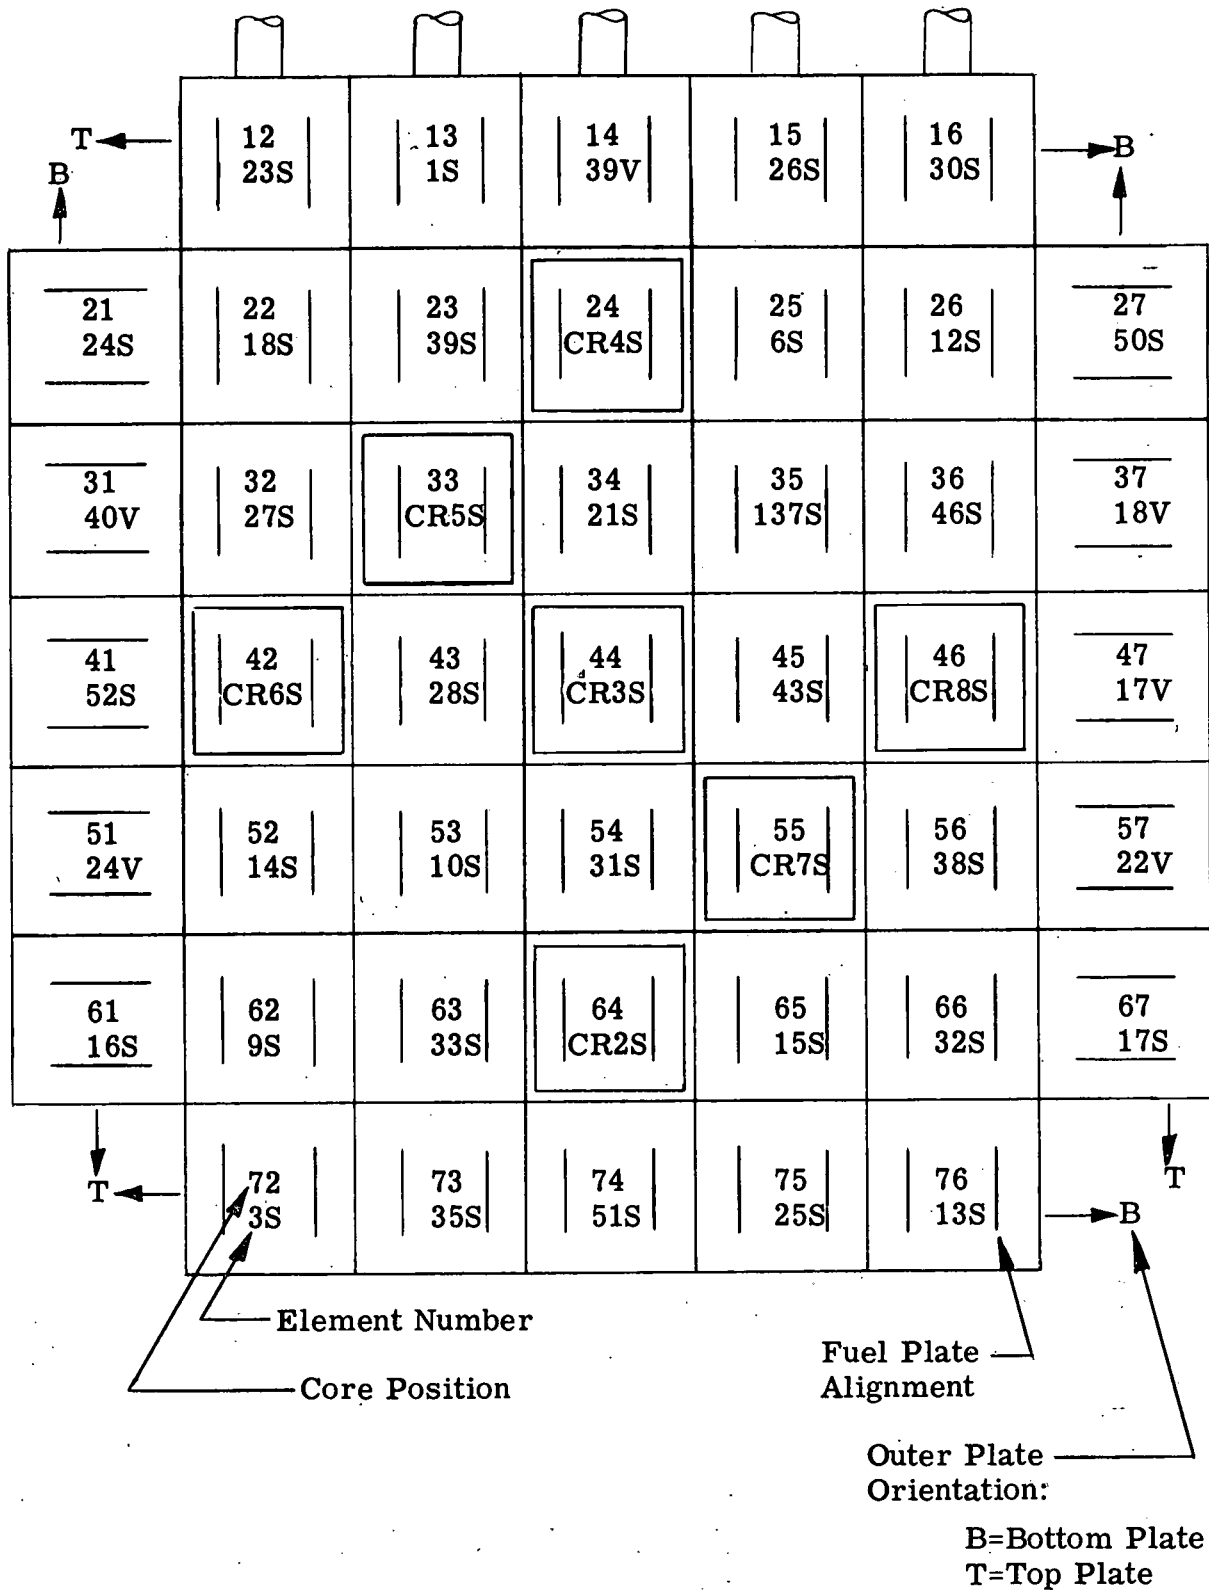 12 13 14 15 16
T 23S 1S 39V 26S 30S B
B
21 22 23 24 25 26 27
24S 18S 39S CR4S 6S 12S 50S
31 32 33 34 35 36 37
40V 27S CR5S 21S 137S 46S 18V
41 42 43 44 45 46 47
52S CR6S 28S CR3S 43S CR8S 17V
51 52 53 54 55 56 57
24V 14S 10S 31S CR7S 38S 22V
61 62 63 64 65 66 67
16S 9S 33S CR2S 15S 32S 17S
72 73 74 75 76 T
T 3S 35S 51S 25S 13S B
Element Number
Core Position
Fuel Plate
Alignment
Outer Plate
Orientation:
B=Bottom Plate
T=Top Plate